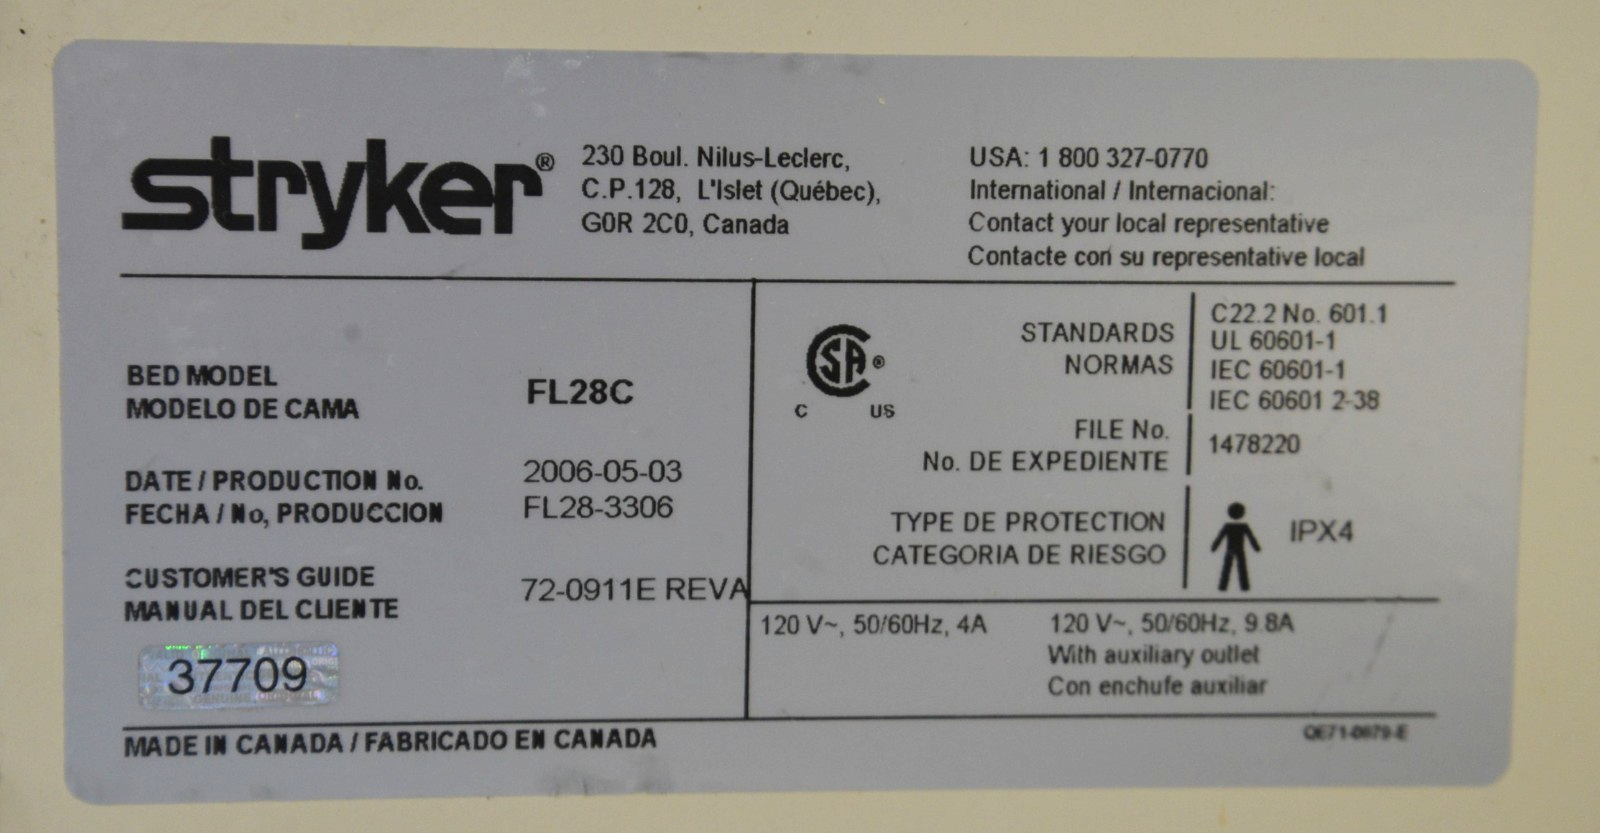 stryker®
230 Boul. Nilus-Leclerc,
C.P.128, L'Islet (Québec),
G0R 2C0, Canada
USA: 1 800 327-0770
International / Internacional:
Contact your local representative
Contacte con su representative local
BED MODEL
MODELO DE CAMA
FL28C
DATE / PRODUCTION No.
FECHA / No, PRODUCCION
2006-05-03
FL28-3306
CUSTOMER'S GUIDE
MANUAL DEL CLIENTE
72-0911E REVA
37709
SA®
C US
STANDARDS
NORMAS
C22.2 No. 601.1
UL 60601-1
IEC 60601-1
IEC 60601 2-38
FILE No.
No. DE EXPEDIENTE
1478220
TYPE DE PROTECTION
CATEGORIA DE RIESGO
IPX4
120 V~, 50/60Hz, 4A
120 V~, 50/60Hz, 9.8A
With auxiliary outlet
Con enchufe auxiliar
MADE IN CANADA / FABRICADO EN CANADA